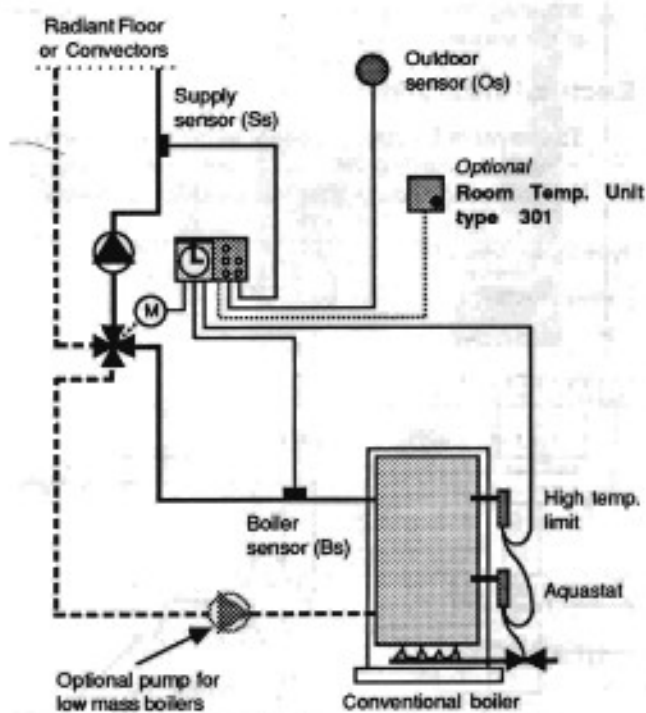 Radiant Floor
or Convectors
Supply
sensor (Ss)
Outdoor
sensor (Os)
Optional
Room Temp. Unit
type 301
M
Boiler
sensor (Bs)
High temp.
limit
Aquastat
Optional pump for
low mass boilers
Conventional boiler